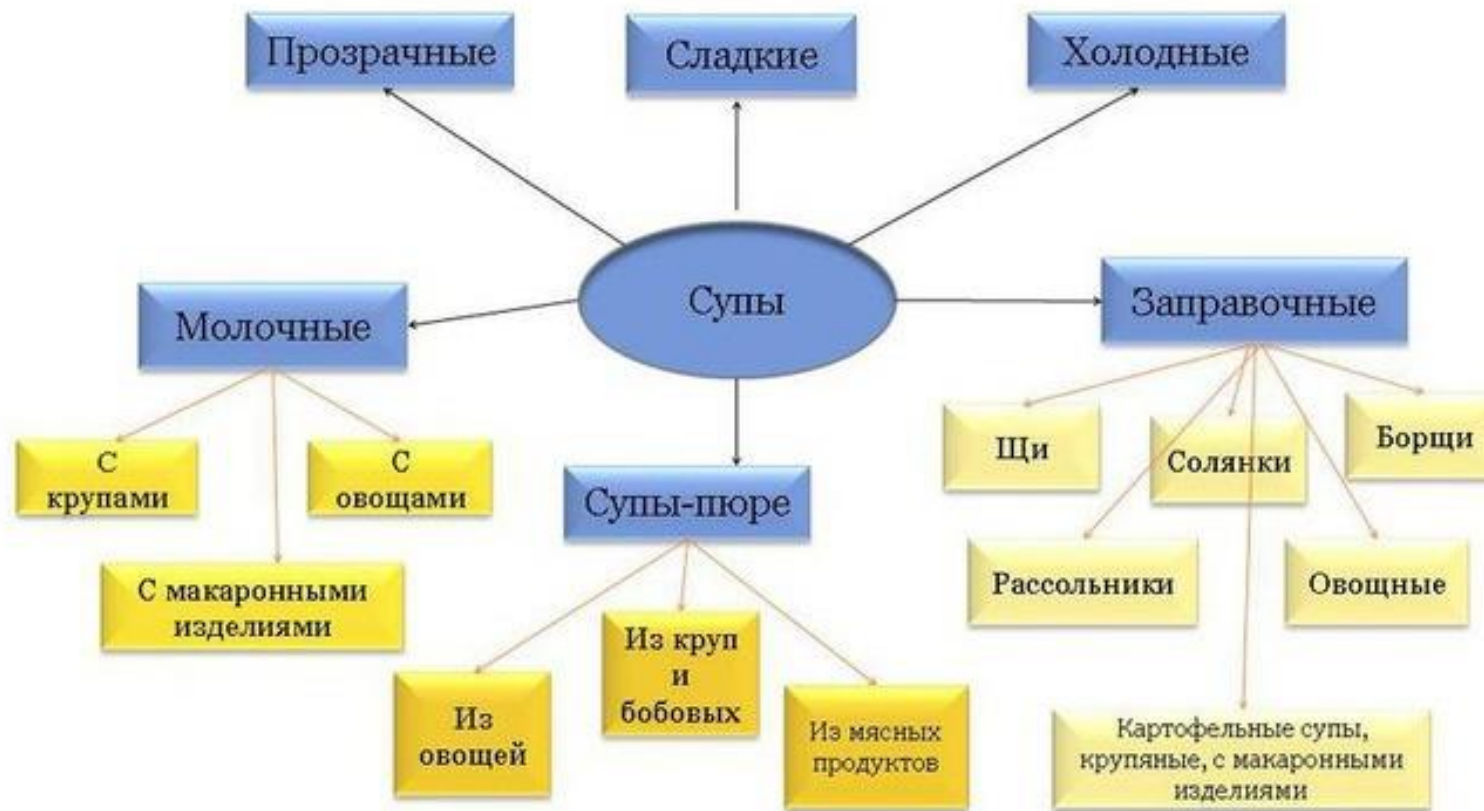 Прозрачные
Сладкие
Холодные
Супы
Молочные
Заправочные
С
крупами
С
овощами
С макаронными
изделиями
Супы-пюре
Из
овощей
Из круп
и
бобовых
Из мясных
продуктов
Щи
Солянки
Борщи
Рассольники
Овощные
Картофельные супы,
крупяные, с макаронными
изделиями